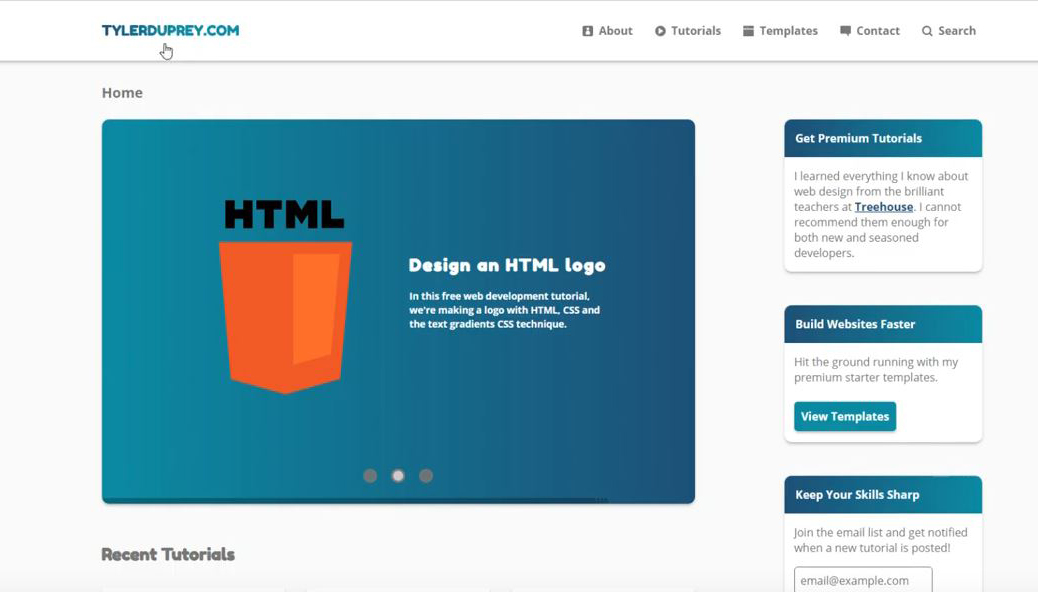 TYLERDUPREY.COM
About
Tutorials
Templates
Contact
Search
Home
HTML
Design an HTML logo
In this free web development tutorial,
we're making a logo with HTML, CSS and
the text gradients CSS technique.
Recent Tutorials
Get Premium Tutorials
I learned everything I know about
web design from the brilliant
teachers at Treehouse. I cannot
recommend them enough for
both new and seasoned
developers.
Build Websites Faster
Hit the ground running with my
premium starter templates.
View Templates
Keep Your Skills Sharp
Join the email list and get notified
when a new tutorial is posted!
email@example.com